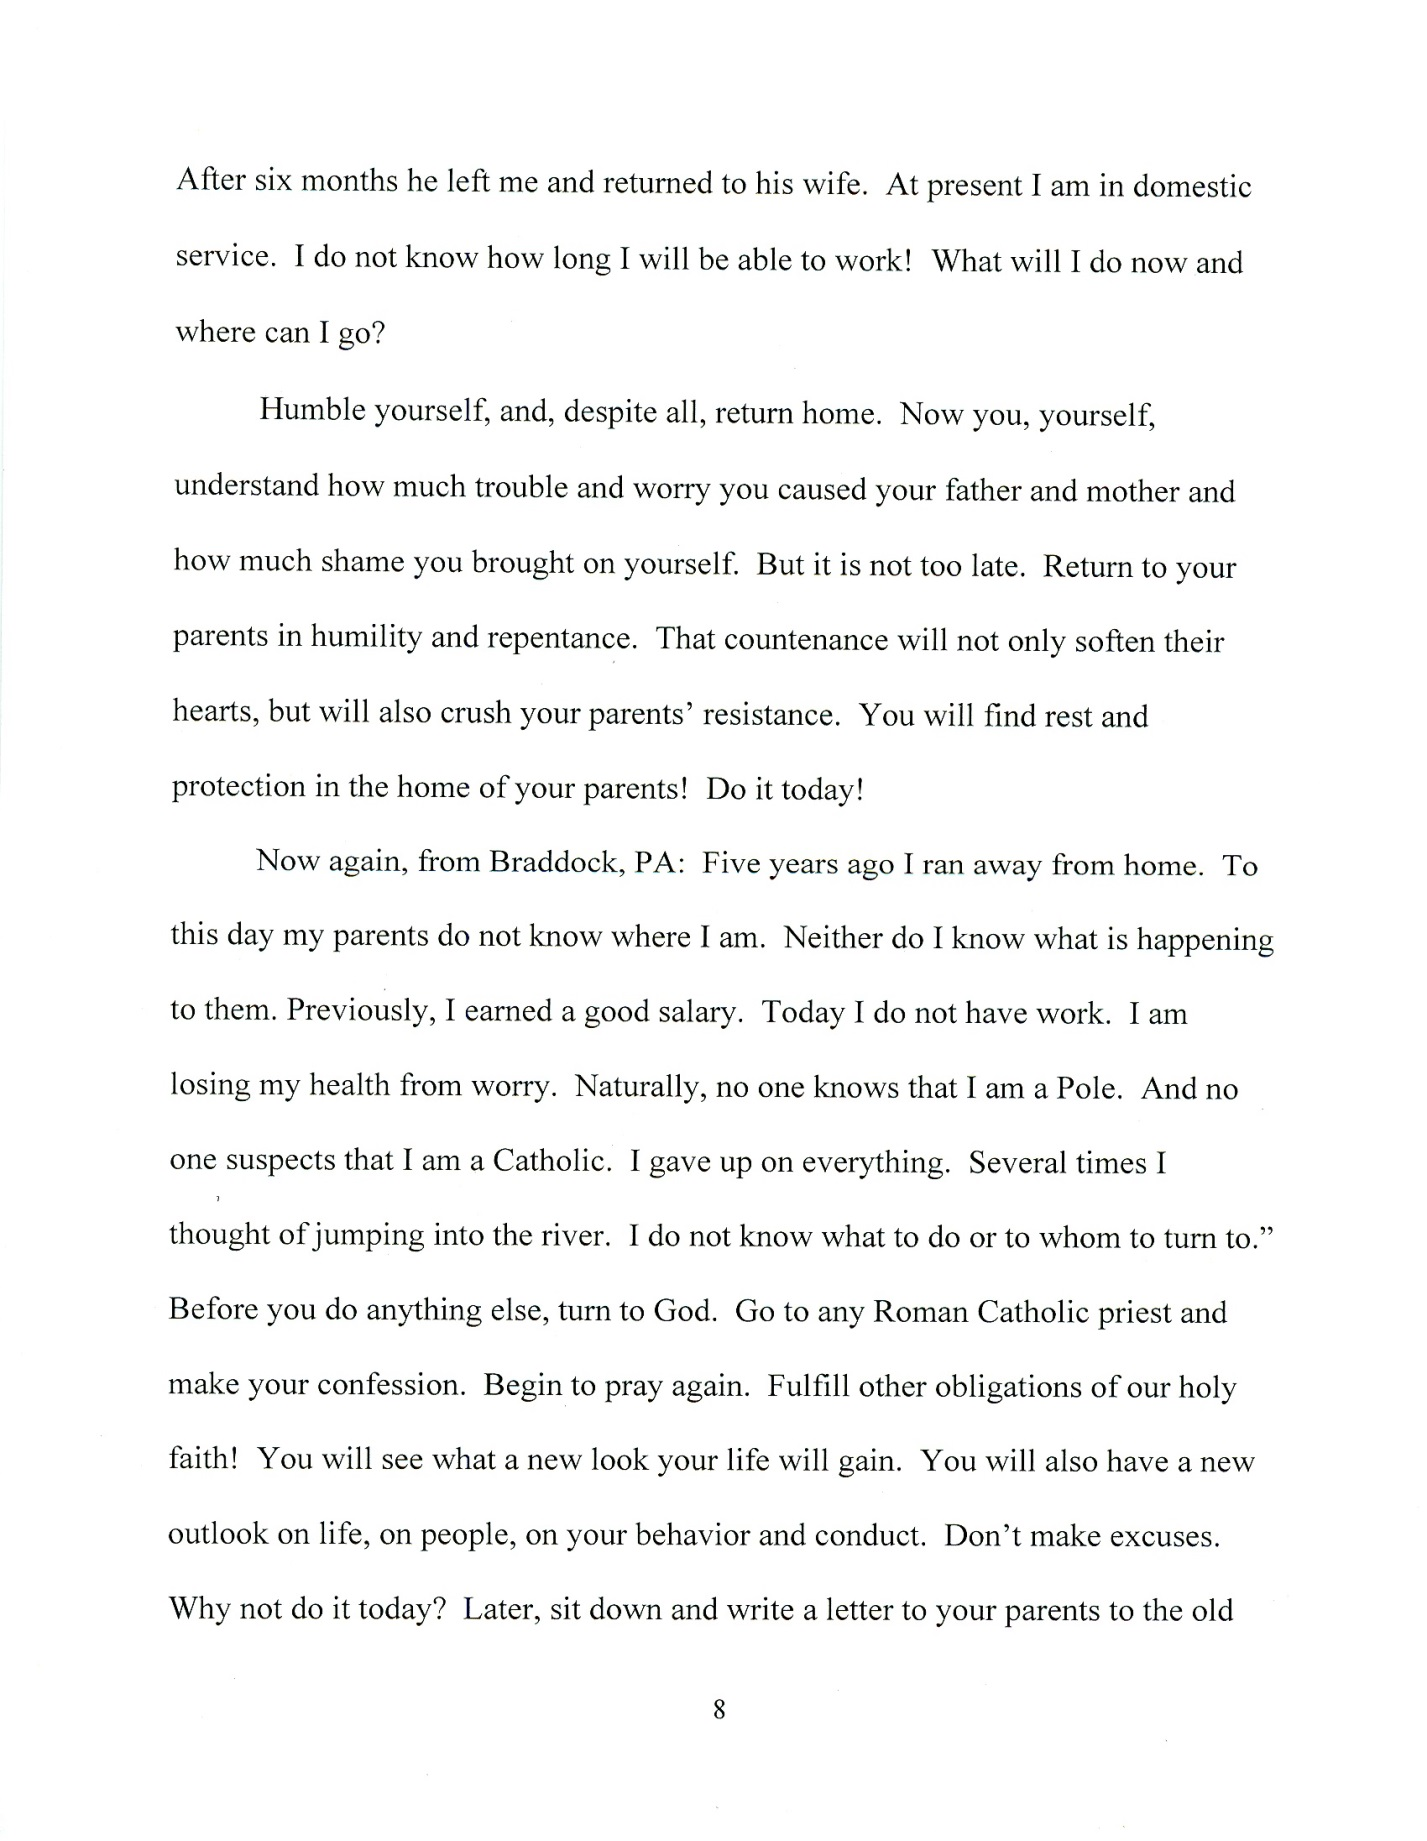 After six months he left me and returned to his wife.  At present I am in domestic
service.  I do not know how long I will be able to work!  What will I do now and
where can I go?
Humble yourself, and, despite all, return home.  Now you, yourself,
understand how much trouble and worry you caused your father and mother and
how much shame you brought on yourself.  But it is not too late.  Return to your
parents in humility and repentance.  That countenance will not only soften their
hearts, but will also crush your parents’ resistance.  You will find rest and
protection in the home of your parents!  Do it today!
Now again, from Braddock, PA:  Five years ago I ran away from home.  To
this day my parents do not know where I am.  Neither do I know what is happening
to them. Previously, I earned a good salary.  Today I do not have work.  I am
losing my health from worry.  Naturally, no one knows that I am a Pole.  And no
one suspects that I am a Catholic.  I gave up on everything.  Several times I
thought of jumping into the river.  I do not know what to do or to whom to turn to.”
Before you do anything else, turn to God.  Go to any Roman Catholic priest and
make your confession.  Begin to pray again.  Fulfill other obligations of our holy
faith!  You will see what a new look your life will gain.  You will also have a new
outlook on life, on people, on your behavior and conduct.  Don’t make excuses.
Why not do it today?  Later, sit down and write a letter to your parents to the old
8